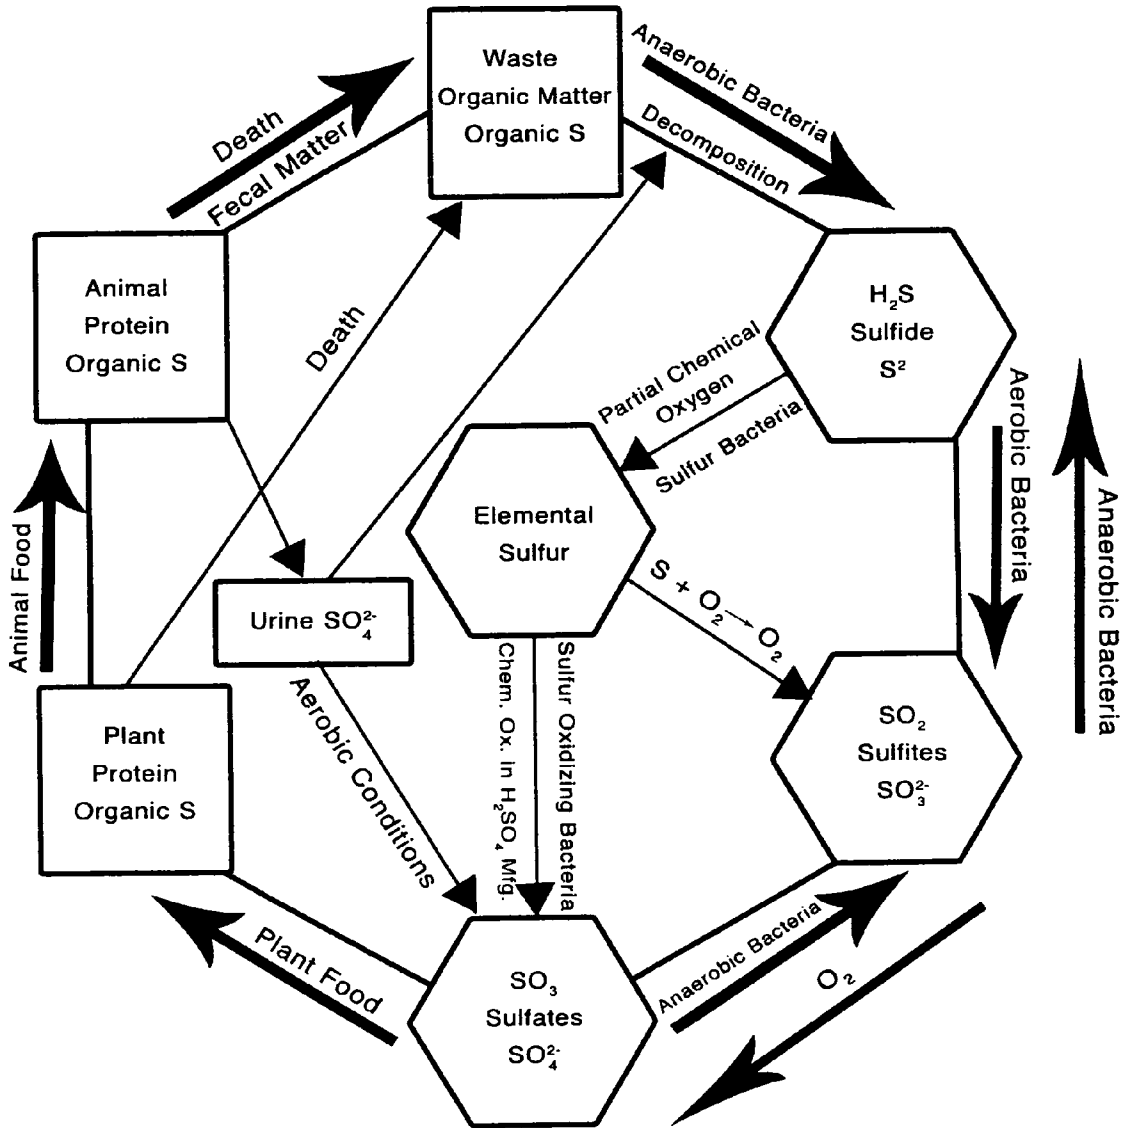 Waste
Organic Matter
Organic S
Anaerobic Bacteria
Decomposition
Death
Fecal Matter
Animal
Protein
Organic S
H₂S
Sulfide
S²
Partial Chemical
Oxygen
Sulfur Bacteria
Death
Elemental
Sulfur
Aerobic Bacteria
Anaerobic Bacteria
Animal Food
Urine SO₄²⁻
S + O₂ → O₂
Aerobic Conditions
Chem. Ox. in H₂SO₄ Mfg.
Sulfur Oxidizing Bacteria
Plant
Protein
Organic S
SO₂
Sulfites
SO₃²⁻
Plant Food
SO₃
Sulfates
SO₄²⁻
Anaerobic Bacteria
O₂